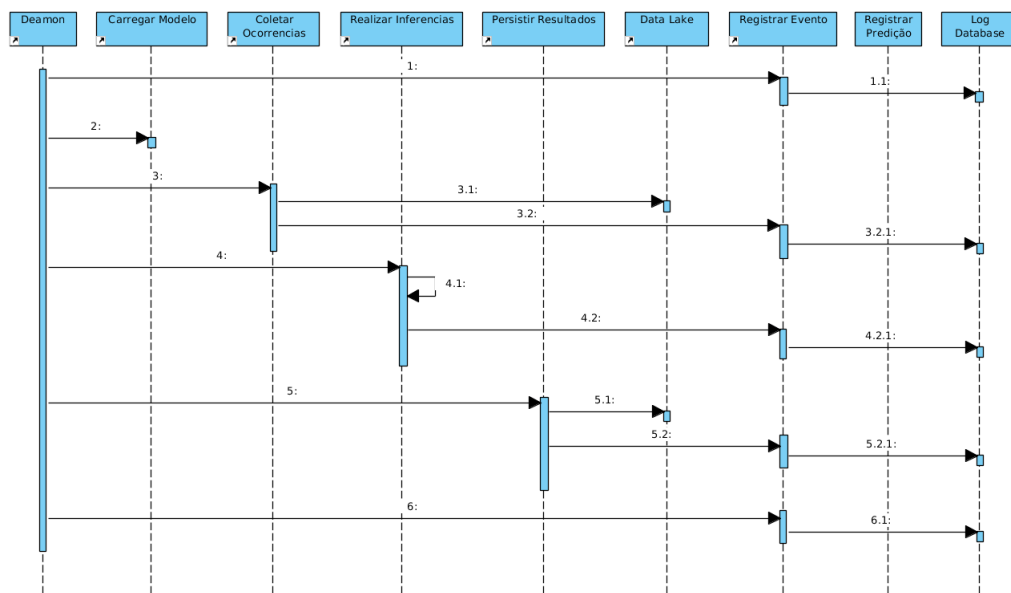 Deamon
Carregar Modelo
Coletar
Ocorrencias
Realizar Inferencias
Persistir Resultados
Data Lake
Registrar Evento
Registrar
Predição
Log
Database
1:
1.1:
2:
3:
3.1:
3.2:
3.2.1:
4:
4.1:
4.2:
4.2.1:
5:
5.1:
5.2:
5.2.1:
6:
6.1: